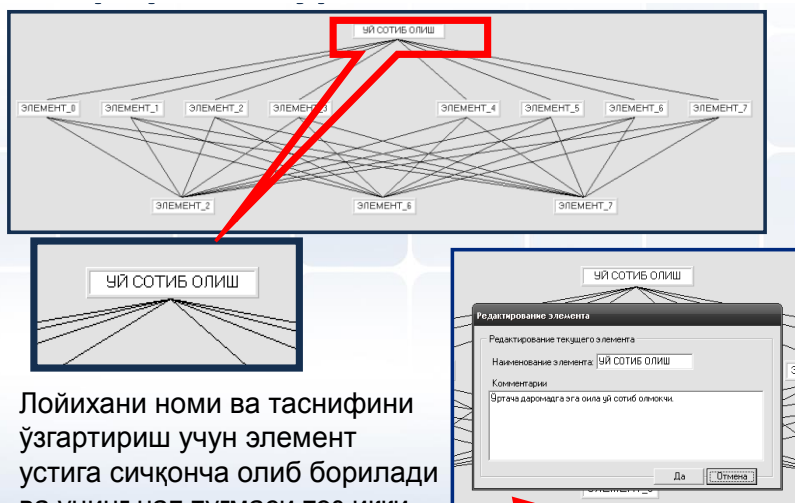 УЙ СОТИБ ОЛИШ
ЭЛЕМЕНТ_0 ЭЛЕМЕНТ_1 ЭЛЕМЕНТ_2 ЭЛЕМЕНТ_3 ЭЛЕМЕНТ_4 ЭЛЕМЕНТ_5 ЭЛЕМЕНТ_6 ЭЛЕМЕНТ_7
ЭЛЕМЕНТ_2 ЭЛЕМЕНТ_6 ЭЛЕМЕНТ_7
УЙ СОТИБ ОЛИШ
УЙ СОТИБ ОЛИШ
Редактирование элемента
Редактирование текущего элемента
Наименование элемента: УЙ СОТИБ ОЛИШ
Комментарии
Уртача даромадга эга оила уй сотиб олмокчи.
Да Отмена
Лойихани номи ва таснифини
ўзгартириш учун элемент
устига сичқонча олиб борилади